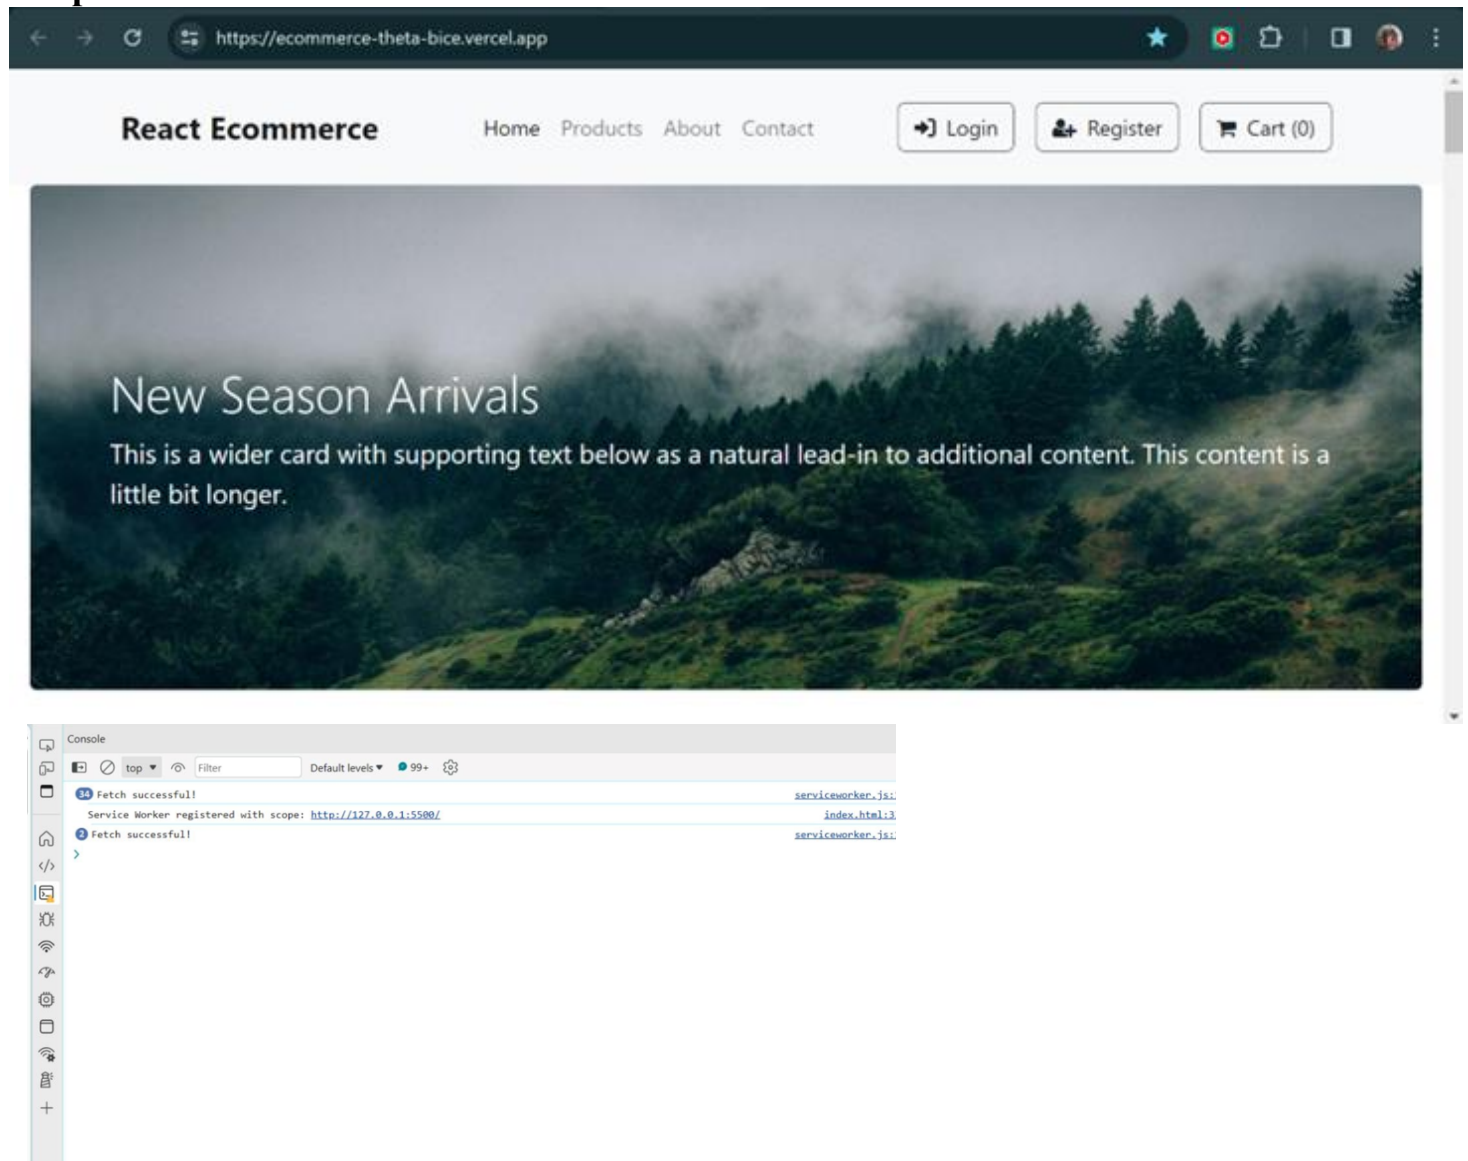 https://ecommerce-theta-bice.vercel.app
React Ecommerce Home Products About Contact Login Register Cart (0)
New Season Arrivals
This is a wider card with supporting text below as a natural lead-in to additional content. This content is a
little bit longer.
Console
top Filter Default levels 99+
34 Fetch successful! serviceworker.js:
Service Worker registered with scope: http://127.0.0.1:5500/ index.html:3
2 Fetch successful! serviceworker.js: